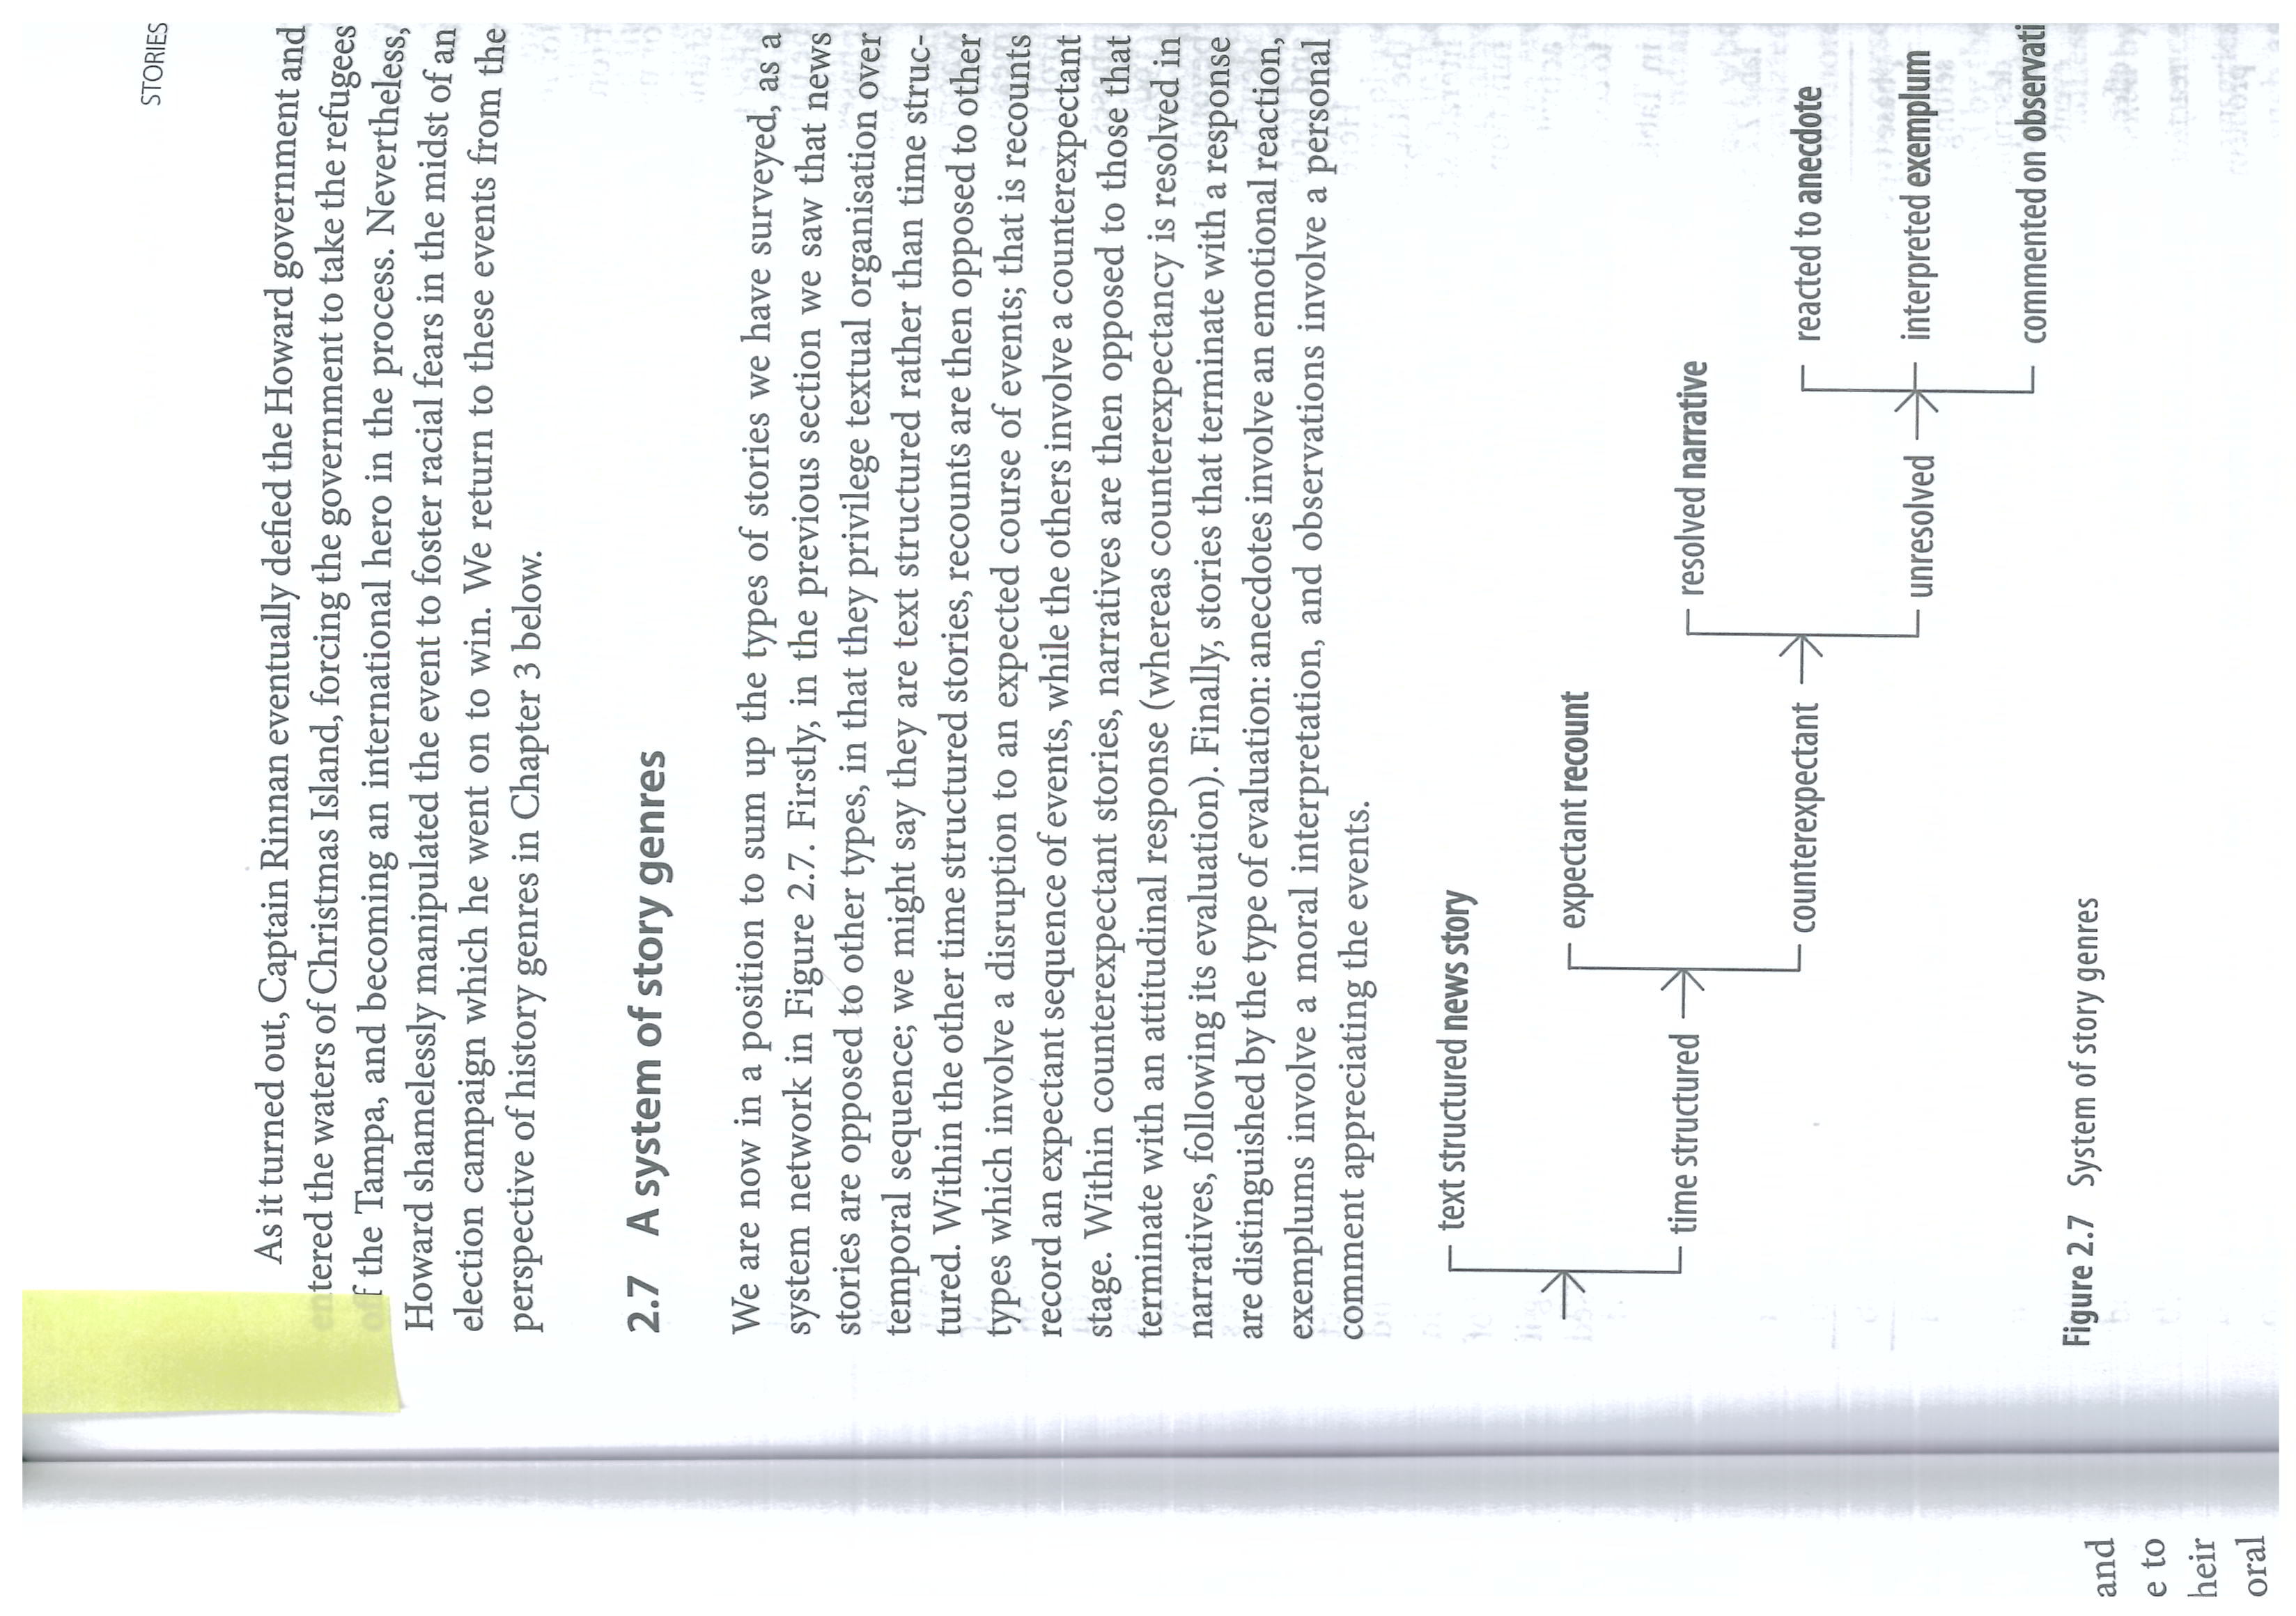 STORIES
As it turned out, Captain Rinnan eventually defied the Howard government and
entered the waters of Christmas Island, forcing the government to take the refuges
off the Tampa, and becoming an international hero in the process. Nevertheless,
Howard shamelessly manipulated the event to foster racial fears in the midst of an
election campaign which he went on to win. We return to these events from the
perspective of history genres in Chapter 3 below.
2.7 A system of story genres
We are now in a position to sum up the types of stories we have surveyed, as a
system network in Figure 2.7. Firstly, in the previous section we saw that news
stories are opposed to other types, in that they privilege textual organisation over
temporal sequence; we might say they are text structured rather than time struc-
tured. Within the other time structured stories, recounts are then opposed to other
types which involve a disruption to an expected course of events; that is recounts
record an expectant sequence of events, while the others involve a counterexpectant
stage. Within counterexpectant stories, narratives are then opposed to those that
terminate with an attitudinal response (whereas counterexpectancy is resolved in
narratives, following its evaluation). Finally, stories that terminate with a response
are distinguished by the type of evaluation: anecdotes involve an emotional reaction,
exemplums involve a moral interpretation, and observations involve a personal
comment appreciating the events.
text structured news story
expectant recount
time structured
resolved narrative
counterexpectant
reacted to anecdote
unresolved
interpreted exemplum
commented on observati
Figure 2.7 System of story genres
and
e to
heir
oral